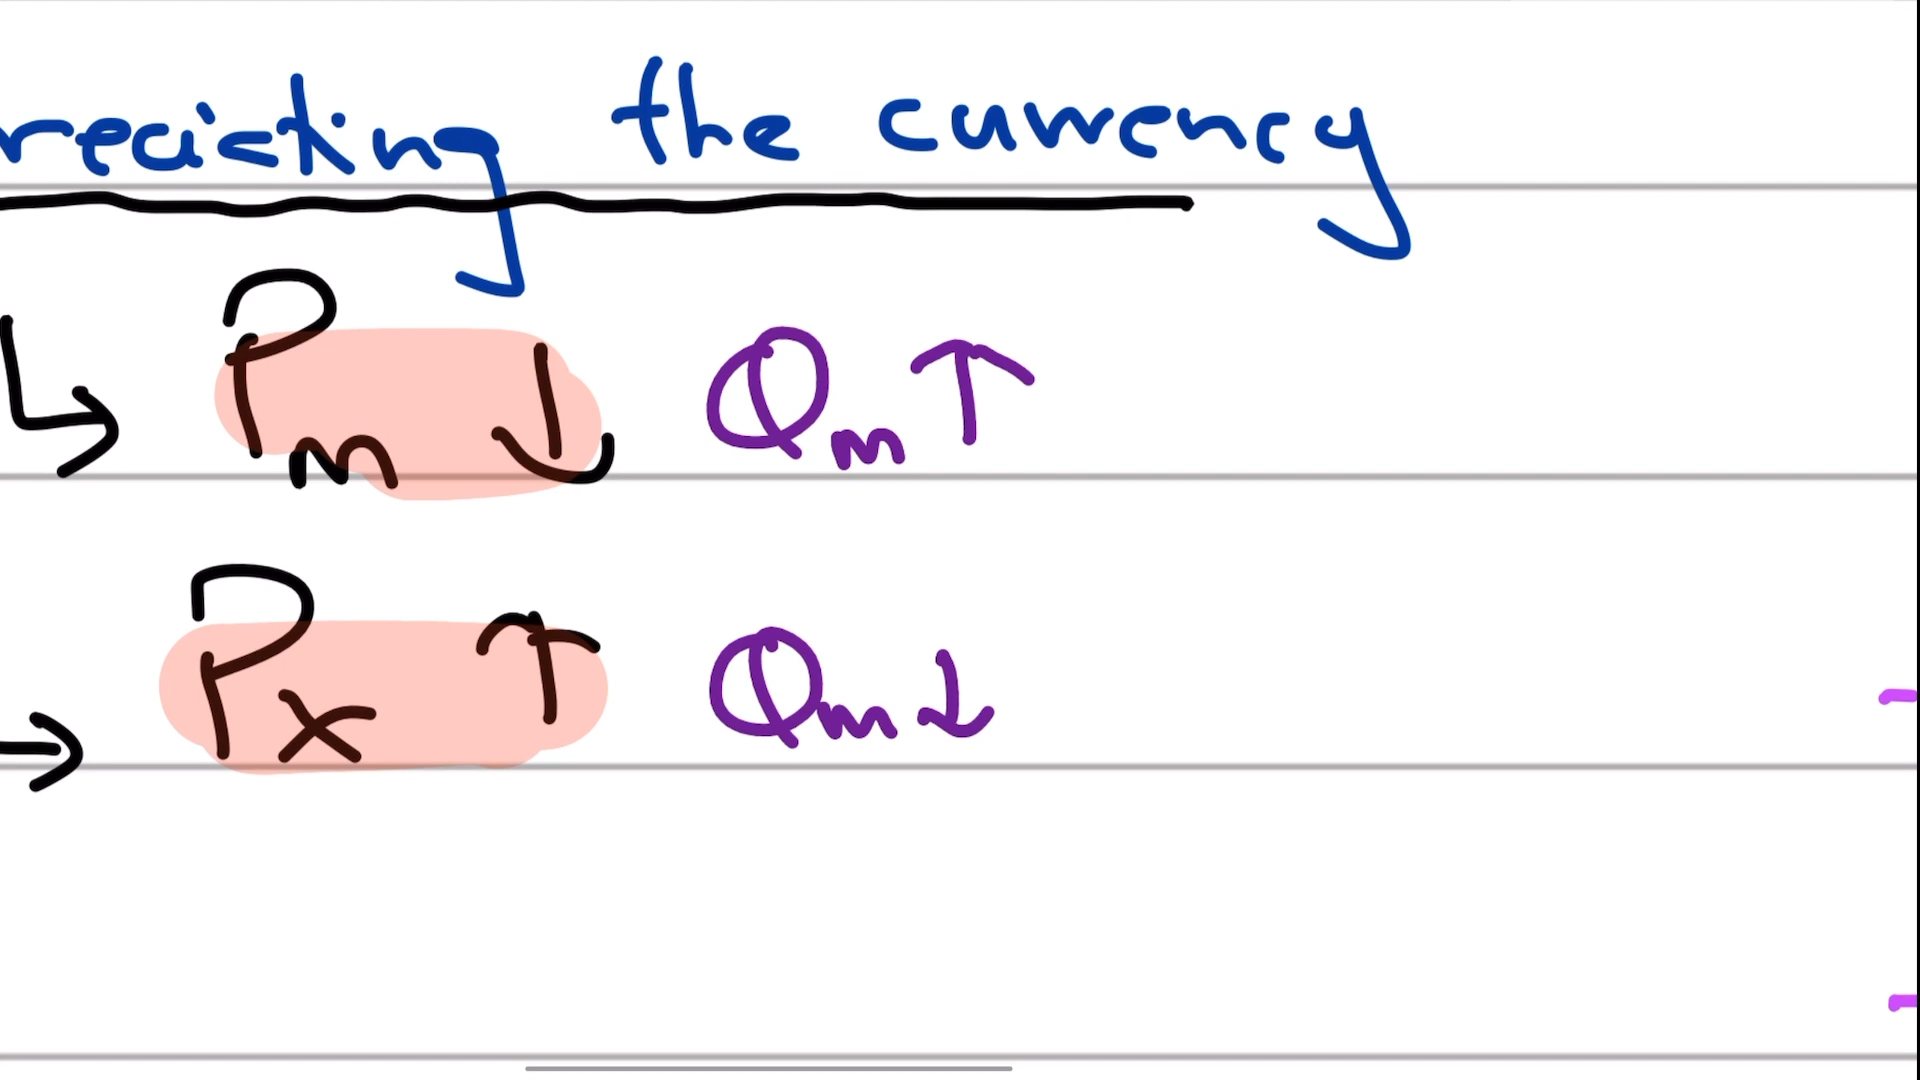 reciating the currency
↳ Pm ↓ Qm ↑
→ Px ↑ Qm ↓